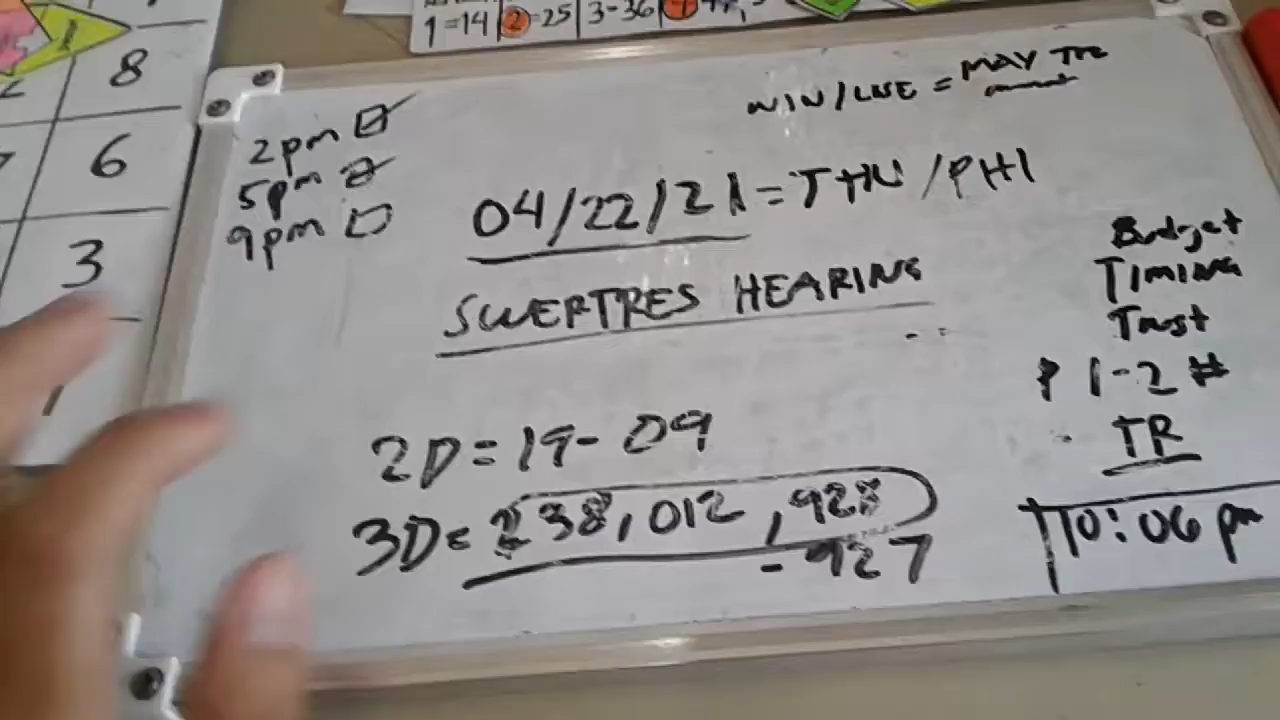 1=14 2=25 3-36
8
6
3
2pm
5pm
9pm
WIN/LOSE = MAY TIME
04/22/21=THU/PHI
SWERTRES HEARING
Budget
TIMING
Trust
1-2 #
TR
2D=19-09
3D=238,012,928
-927
10:06 pm